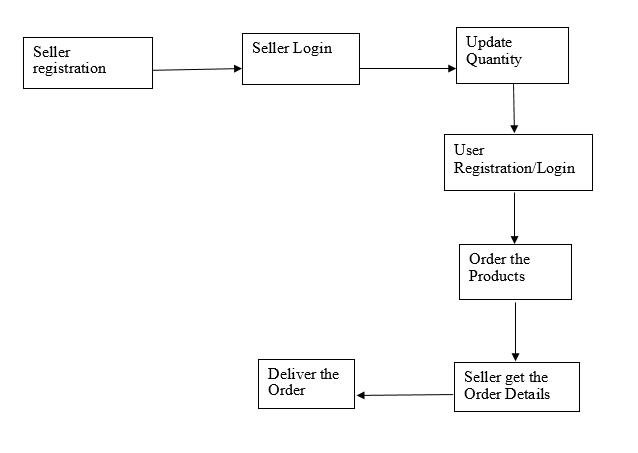 Seller
registration
Seller Login
Update
Quantity
User
Registration/Login
Order the
Products
Seller get the
Order Details
Deliver the
Order